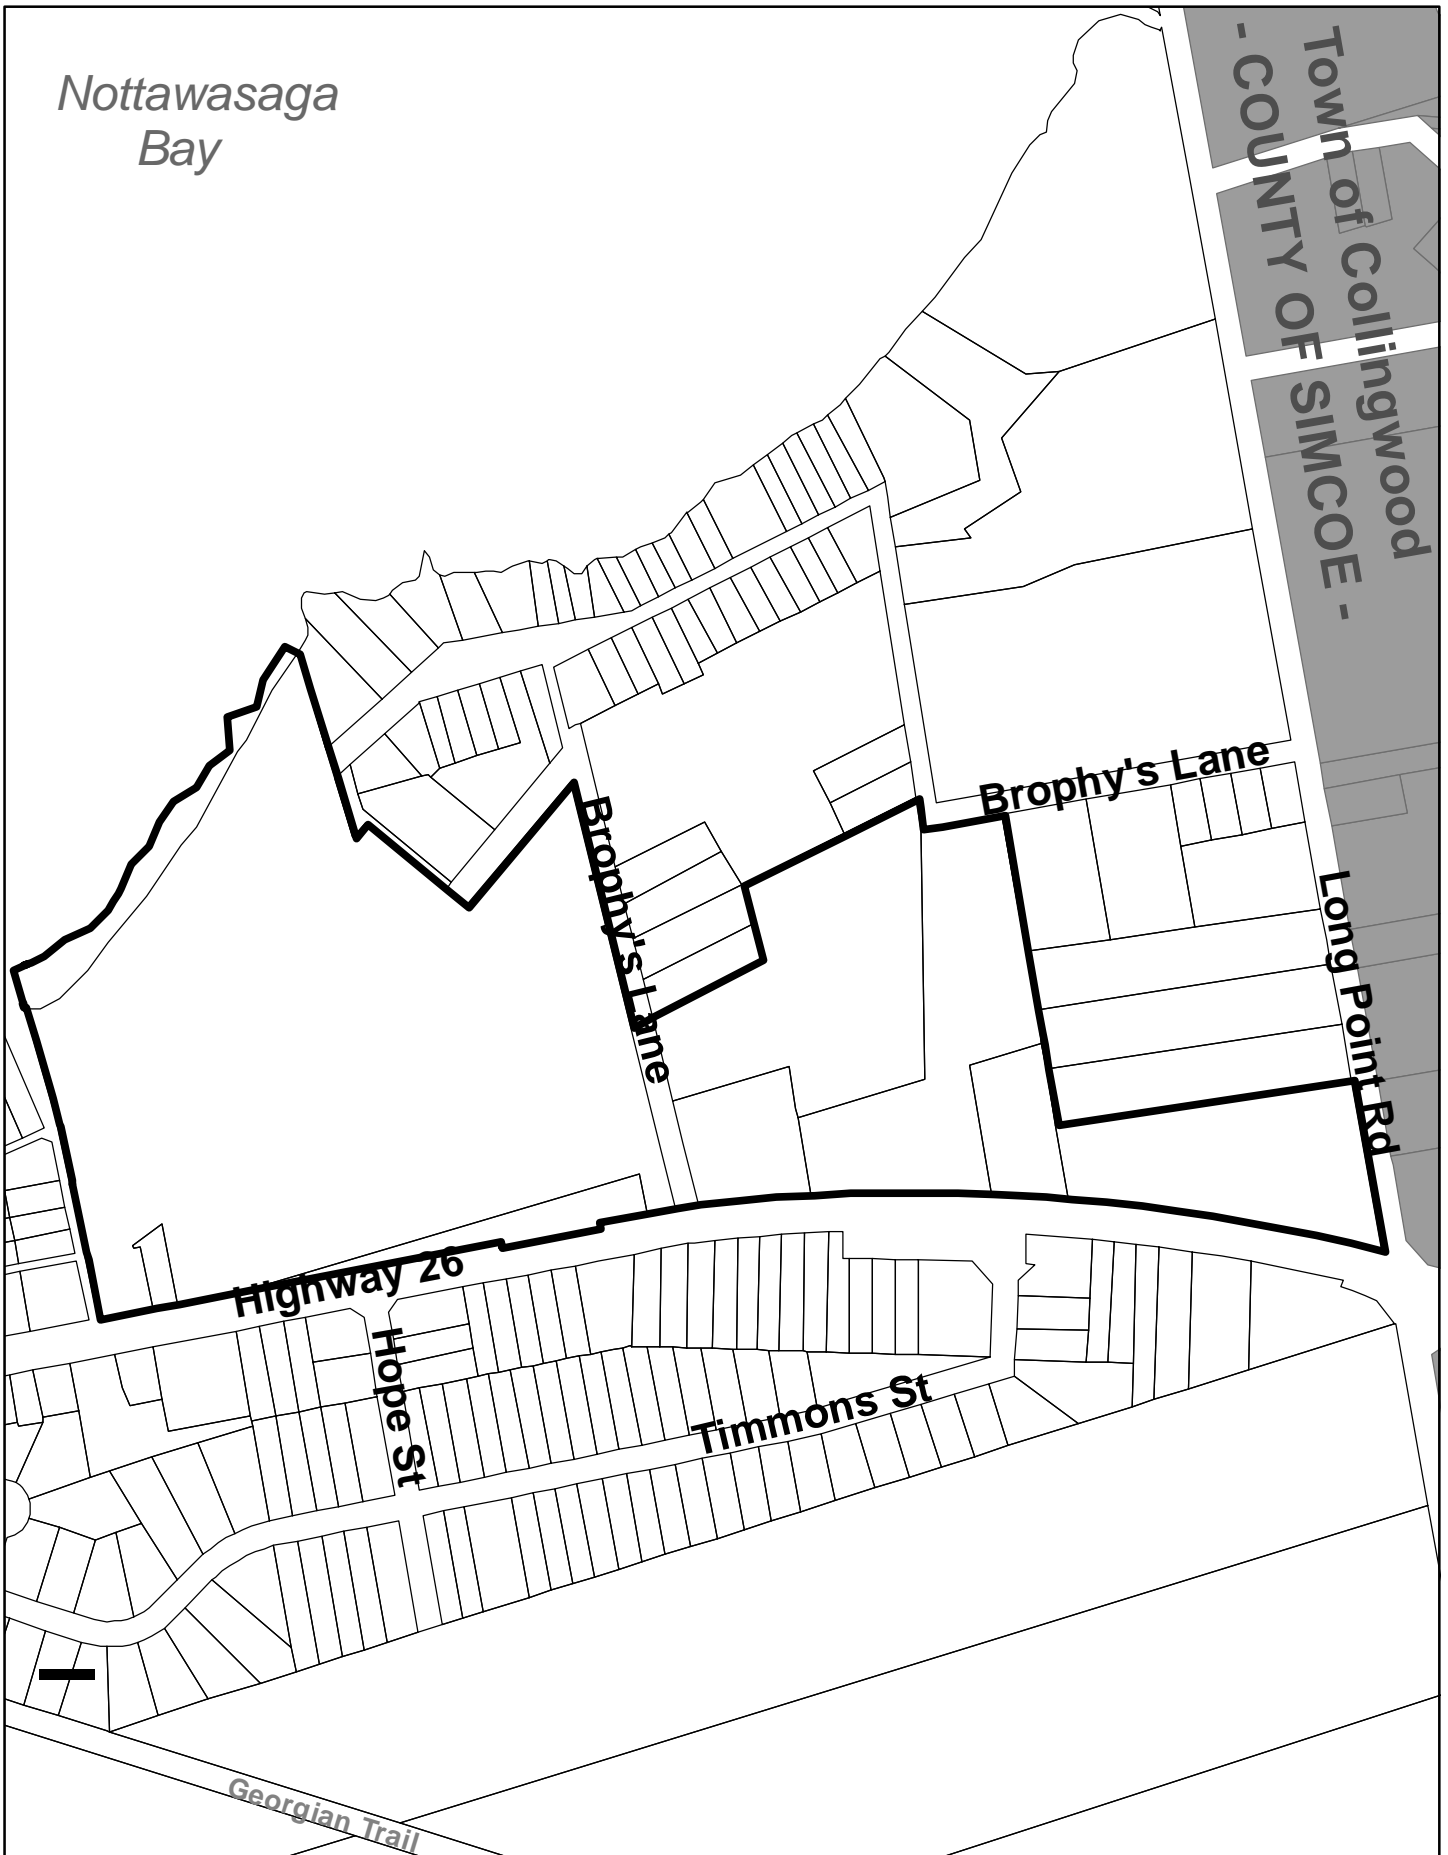 Nottawasaga
Bay
Town of Collingwood
- COUNTY OF SIMCOE -
Brophy's Lane
Brophy's Lane
Long Point Rd
Highway 26
Hope St
Timmons St
Georgian Trail